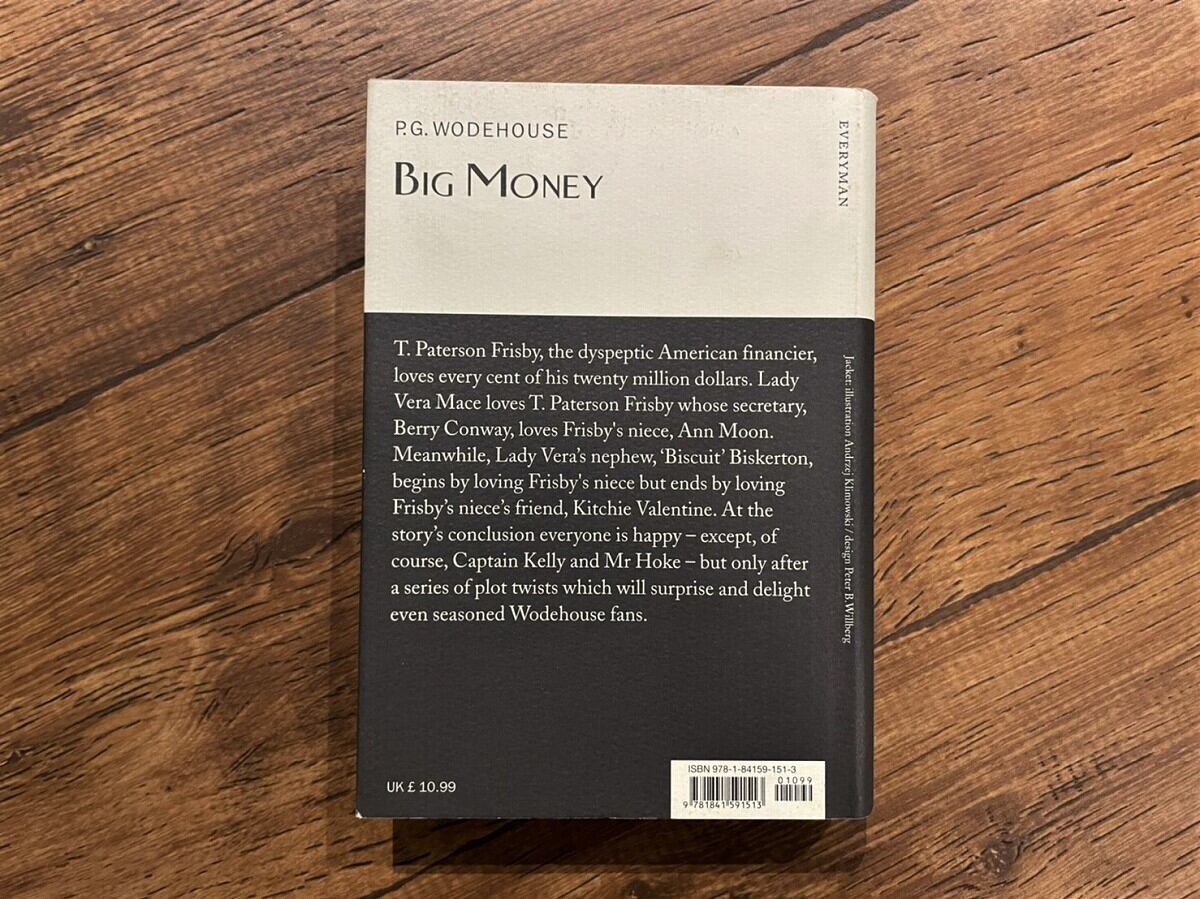 P.G. WODEHOUSE
BIG MONEY
EVERYMAN
T. Paterson Frisby, the dyspeptic American financier,
loves every cent of his twenty million dollars. Lady
Vera Mace loves T. Paterson Frisby whose secretary,
Berry Conway, loves Frisby's niece, Ann Moon.
Meanwhile, Lady Vera’s nephew, ‘Biscuit’ Biskerton,
begins by loving Frisby's niece but ends by loving
Frisby’s niece’s friend, Kitchie Valentine. At the
story’s conclusion everyone is happy – except, of
course, Captain Kelly and Mr Hoke – but only after
a series of plot twists which will surprise and delight
even seasoned Wodehouse fans.
Jacket: illustration Andrzej Klimowski / design Peter B. Willberg
UK £ 10.99
ISBN 978-1-84159-151-3
01099
9 781841 591513